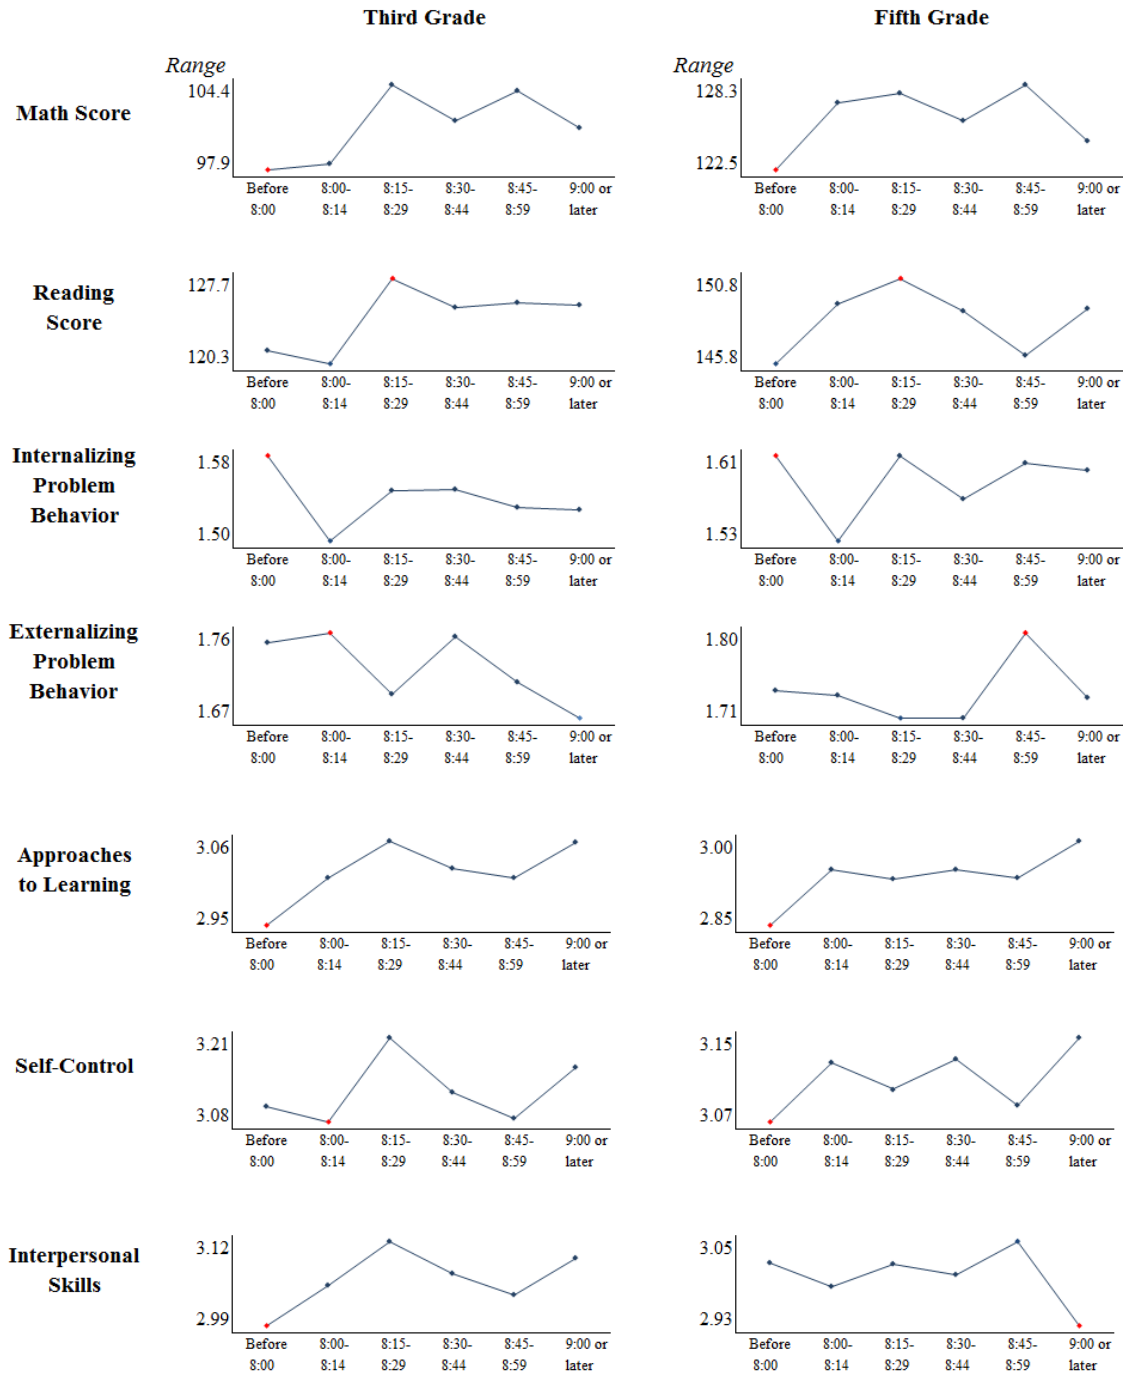 Third Grade
Fifth Grade
Range
Range
Math Score
104.4
97.9
Before 8:00- 8:15- 8:30- 8:45- 9:00 or
8:00 8:14 8:29 8:44 8:59 later
128.3
122.5
Before 8:00- 8:15- 8:30- 8:45- 9:00 or
8:00 8:14 8:29 8:44 8:59 later
Reading
Score
127.7
120.3
Before 8:00- 8:15- 8:30- 8:45- 9:00 or
8:00 8:14 8:29 8:44 8:59 later
150.8
145.8
Before 8:00- 8:15- 8:30- 8:45- 9:00 or
8:00 8:14 8:29 8:44 8:59 later
Internalizing
Problem
Behavior
1.58
1.50
Before 8:00- 8:15- 8:30- 8:45- 9:00 or
8:00 8:14 8:29 8:44 8:59 later
1.61
1.53
Before 8:00- 8:15- 8:30- 8:45- 9:00 or
8:00 8:14 8:29 8:44 8:59 later
Externalizing
Problem
Behavior
1.76
1.67
Before 8:00- 8:15- 8:30- 8:45- 9:00 or
8:00 8:14 8:29 8:44 8:59 later
1.80
1.71
Before 8:00- 8:15- 8:30- 8:45- 9:00 or
8:00 8:14 8:29 8:44 8:59 later
Approaches
to Learning
3.06
2.95
Before 8:00- 8:15- 8:30- 8:45- 9:00 or
8:00 8:14 8:29 8:44 8:59 later
3.00
2.85
Before 8:00- 8:15- 8:30- 8:45- 9:00 or
8:00 8:14 8:29 8:44 8:59 later
Self-Control
3.21
3.08
Before 8:00- 8:15- 8:30- 8:45- 9:00 or
8:00 8:14 8:29 8:44 8:59 later
3.15
3.07
Before 8:00- 8:15- 8:30- 8:45- 9:00 or
8:00 8:14 8:29 8:44 8:59 later
Interpersonal
Skills
3.12
2.99
Before 8:00- 8:15- 8:30- 8:45- 9:00 or
8:00 8:14 8:29 8:44 8:59 later
3.05
2.93
Before 8:00- 8:15- 8:30- 8:45- 9:00 or
8:00 8:14 8:29 8:44 8:59 later